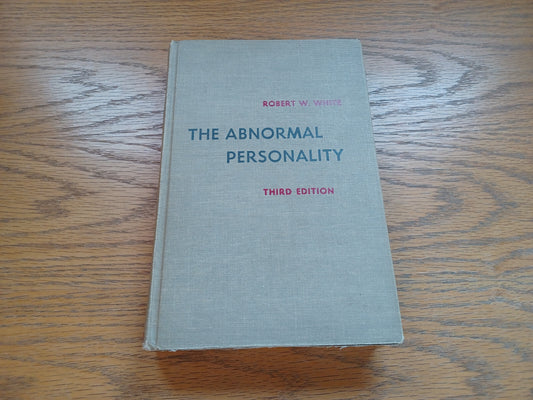 ROBERT W. WHITE
THE ABNORMAL
PERSONALITY
THIRD EDITION